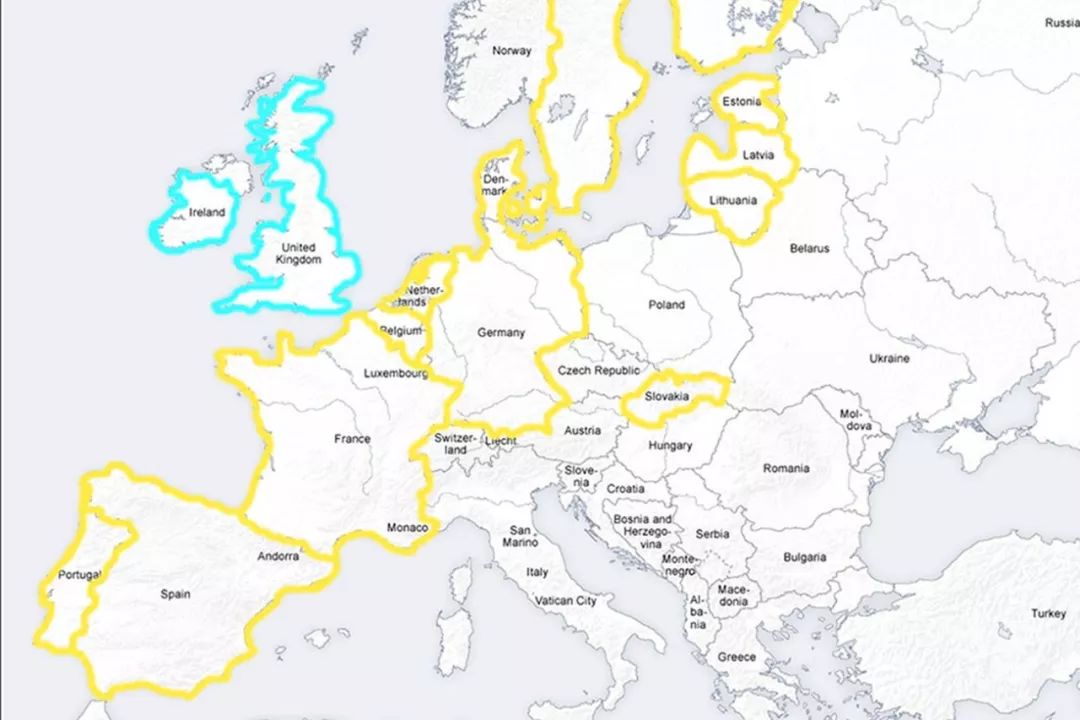 Russia
Norway
Estonia
Latvia
Den-
mark
Lithuania
Ireland
Belarus
United
Kingdom
Nether-
lands
Poland
Belgium
Germany
Ukraine
Luxembourg
Czech Republic
Slovakia
Mol-
dova
France
Switzer-
land
Liecht
Austria
Hungary
Romania
Slove-
nia
Croatia
Monaco
San
Marino
Bosnia and
Herzego-
vina
Serbia
Andorra
Monte-
negro
Bulgaria
Portugal
Spain
Italy
Vatican City
Al-
ba-
nia
Mace-
donia
Turkey
Greece